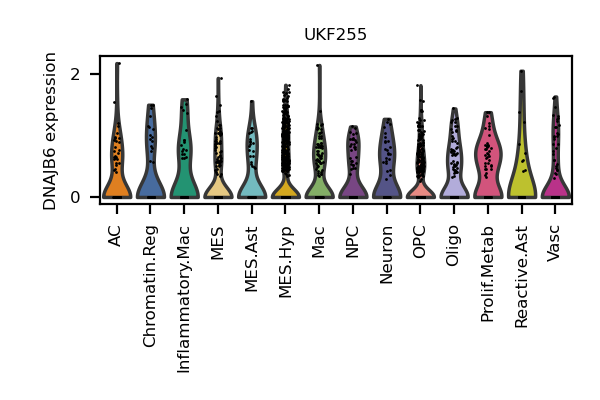 UKF255
DNAJB6 expression
2
0
AC
Chromatin.Reg
Inflammatory.Mac
MES
MES.Ast
MES.Hyp
Mac
NPC
Neuron
OPC
Oligo
Prolif.Metab
Reactive.Ast
Vasc